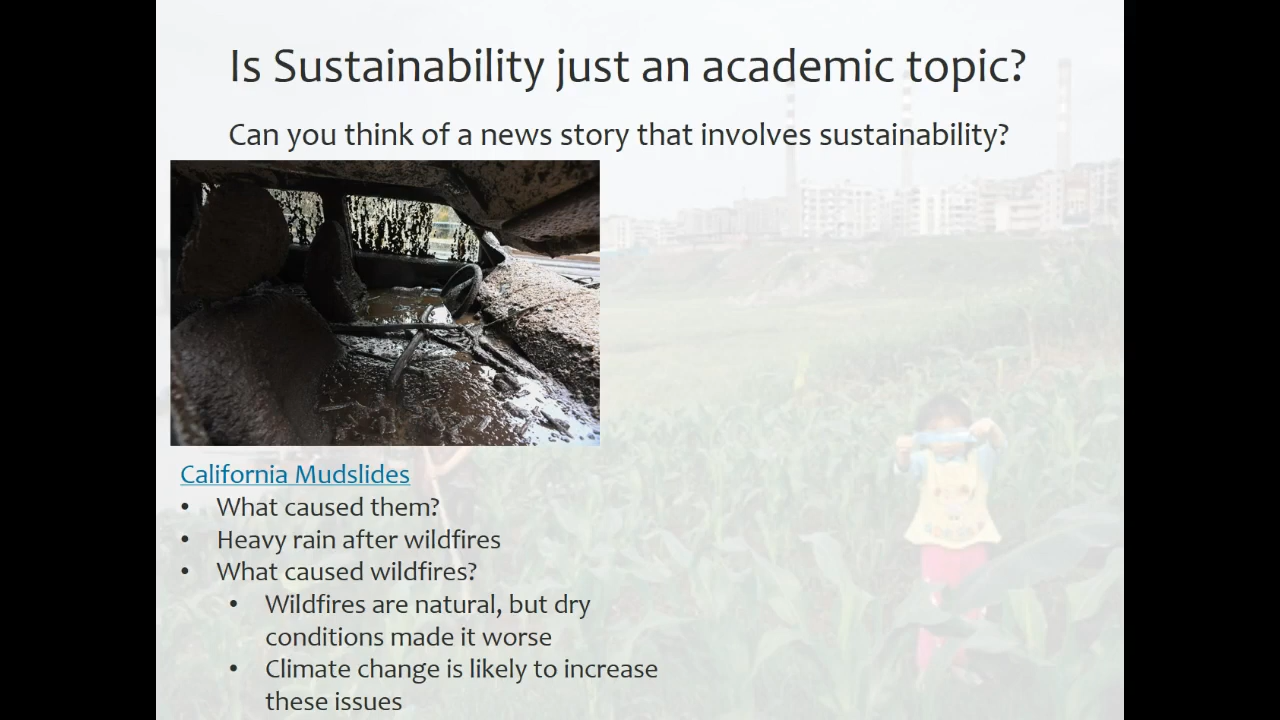 Is Sustainability just an academic topic?
Can you think of a news story that involves sustainability?
California Mudslides
• What caused them?
• Heavy rain after wildfires
• What caused wildfires?
• Wildfires are natural, but dry
conditions made it worse
• Climate change is likely to increase
these issues